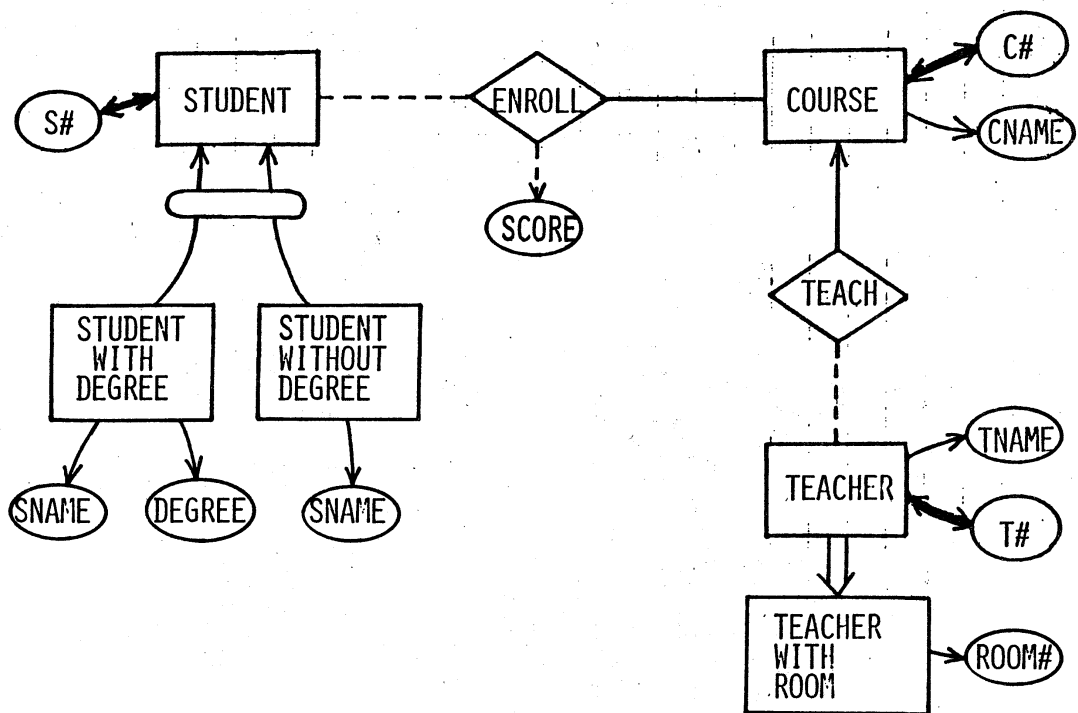 C#
STUDENT
ENROLL
COURSE
S#
CNAME
SCORE
TEACH
STUDENT
WITH
DEGREE
STUDENT
WITHOUT
DEGREE
TNAME
SNAME
DEGREE
SNAME
TEACHER
T#
TEACHER
WITH
ROOM
ROOM#